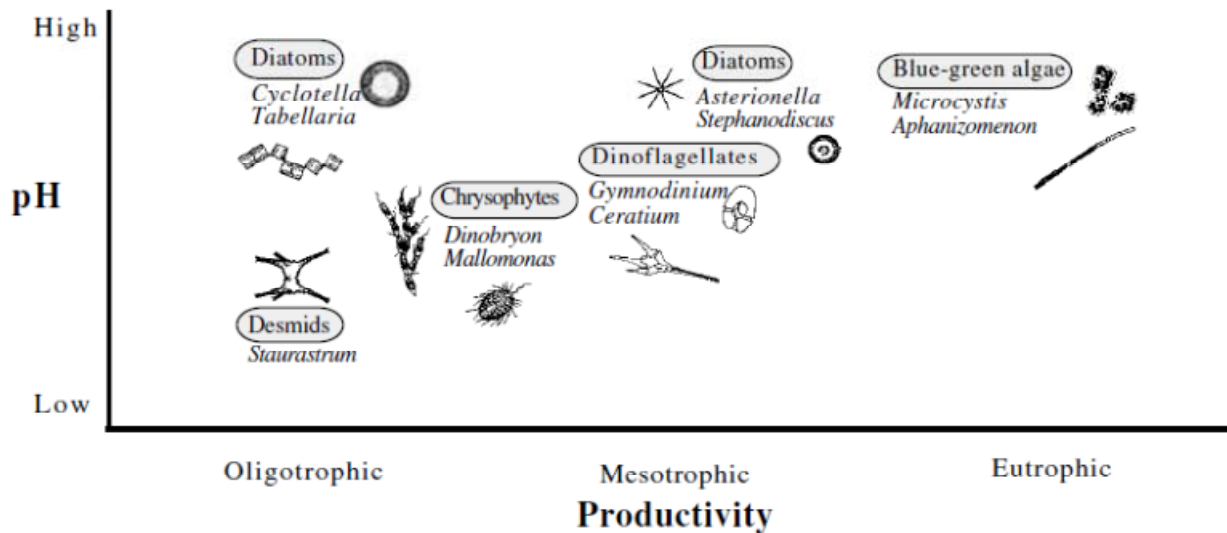 High
Diatoms
Cyclotella
Tabellaria
Diatoms
Asterionella
Stephanodiscus
Blue-green algae
Microcystis
Aphanizomenon
Dinoflagellates
Gymnodinium
Ceratium
pH
Chrysophytes
Dinobryon
Mallomonas
Desmids
Staurastrum
Low
Oligotrophic
Mesotrophic
Eutrophic
Productivity